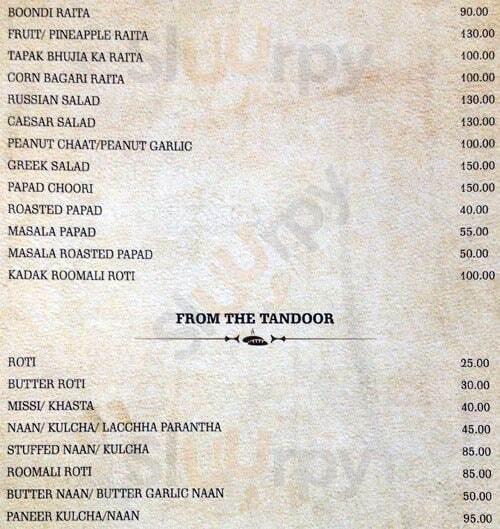 BOONDI RAITA 90.00
FRUIT/ PINEAPPLE RAITA 130.00
TAPAK BHUJIA KA RAITA 100.00
CORN BAGARI RAITA 100.00
RUSSIAN SALAD 130.00
CAESAR SALAD 130.00
PEANUT CHAAT/PEANUT GARLIC 100.00
GREEK SALAD 150.00
PAPAD CHOORI 150.00
ROASTED PAPAD 40.00
MASALA PAPAD 55.00
MASALA ROASTED PAPAD 50.00
KADAK ROOMALI ROTI 100.00
FROM THE TANDOOR
ROTI 25.00
BUTTER ROTI 30.00
MISSI/ KHASTA 40.00
NAAN/ KULCHA/ LACCHHA PARANTHA 45.00
STUFFED NAAN/ KULCHA 85.00
ROOMALI ROTI 85.00
BUTTER NAAN/ BUTTER GARLIC NAAN 50.00
PANEER KULCHA/NAAN 95.00
sluurpy
sluurpy
sluurpy